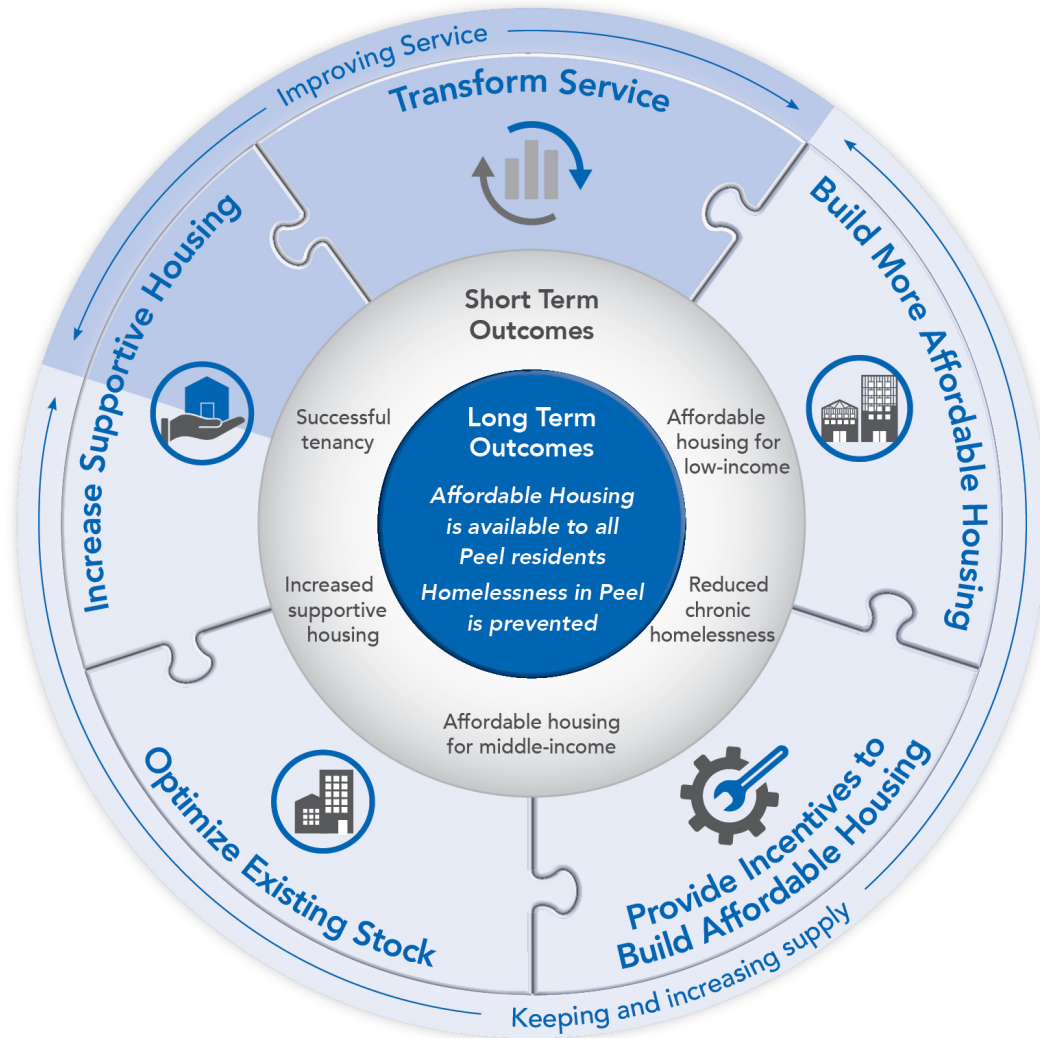 Improving Service
Transform Service
Build More Affordable Housing
Increase Supportive Housing
Short Term
Outcomes
Successful
tenancy
Affordable
housing for
low-income
Long Term
Outcomes
Affordable Housing
is available to all
Peel residents
Homelessness in Peel
is prevented
Increased
supportive
housing
Reduced
chronic
homelessness
Affordable housing
for middle-income
Optimize Existing Stock
Provide Incentives to
Build Affordable Housing
Keeping and increasing supply